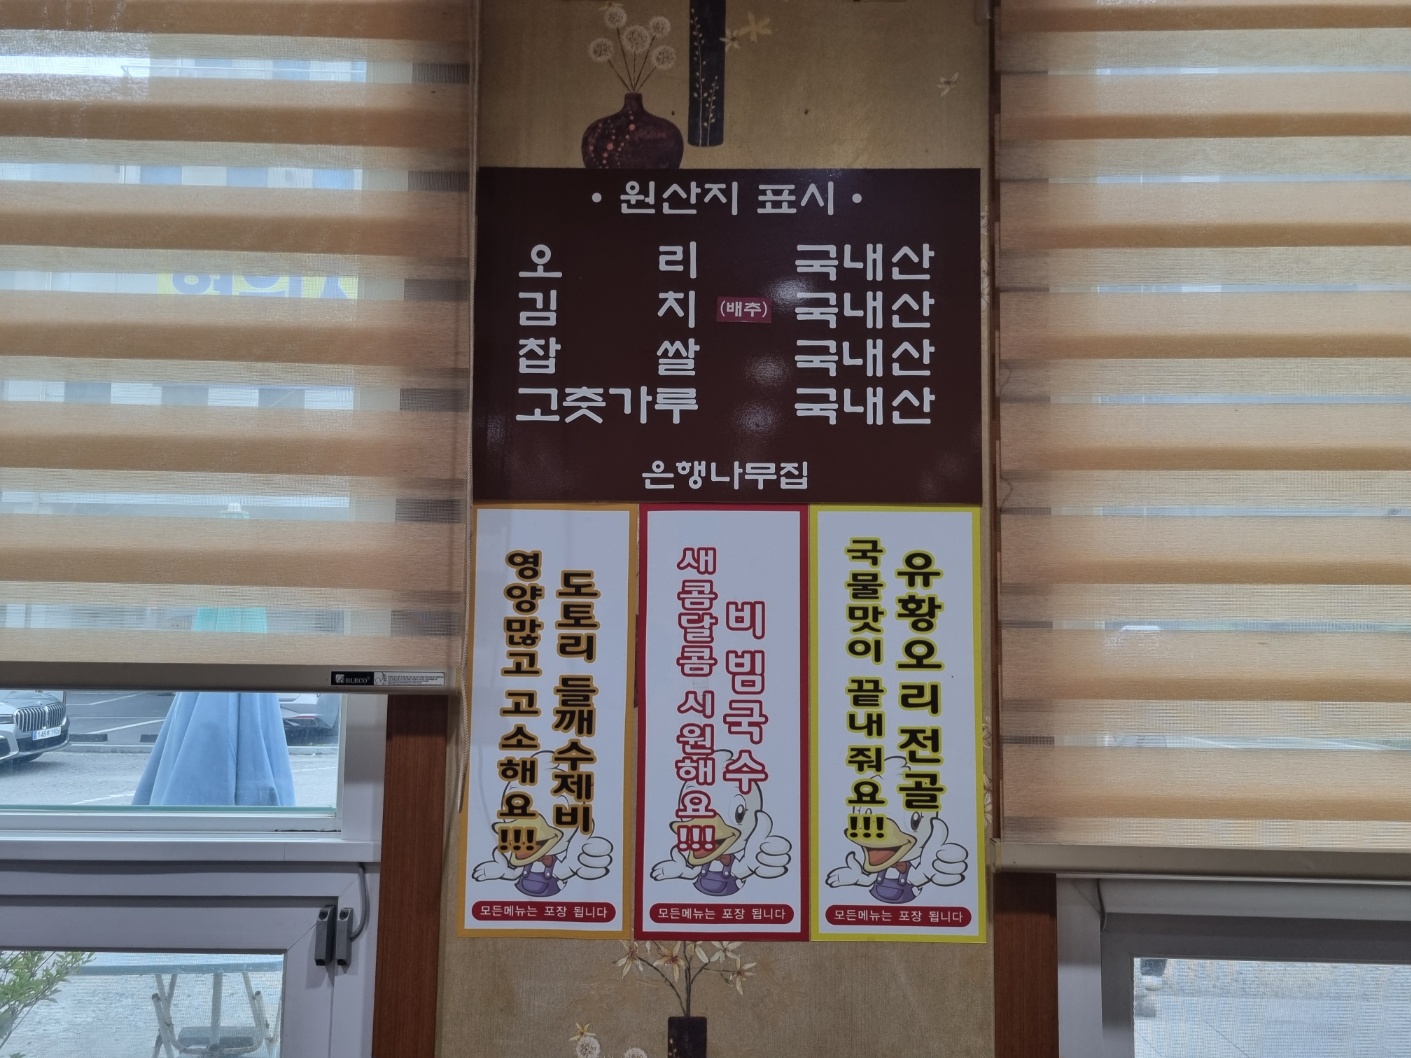 • 원산지 표시 •
오 리 국내산
김 치 (배추) 국내산
찹 쌀 국내산
고춧가루 국내산
은행나무집
도토리 들깨수제비
영양많고 고소해요!!!
모든메뉴는 포장 됩니다
비빔국수
새콤달콤 시원해요!!!
모든메뉴는 포장 됩니다
유황오리전골
국물맛이 끝내줘요!!!
모든메뉴는 포장 됩니다